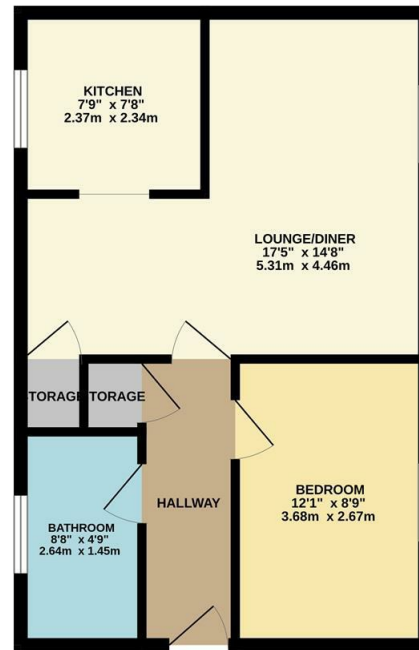 KITCHEN
7'9" x 7'8"
2.37m x 2.34m
LOUNGE/DINER
17'5" x 14'8"
5.31m x 4.46m
TORAGE
TORAGE
HALLWAY
BEDROOM
12'1" x 8'9"
3.68m x 2.67m
BATHROOM
8'8" x 4'9"
2.64m x 1.45m